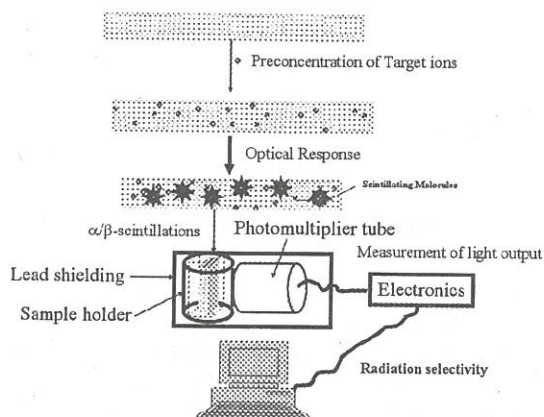 Preconcentration of Target ions
Optical Response
Scintillating Molecules
α/β-scintillations
Photomultiplier tube
Measurement of light output
Lead shielding
Electronics
Sample holder
Radiation selectivity